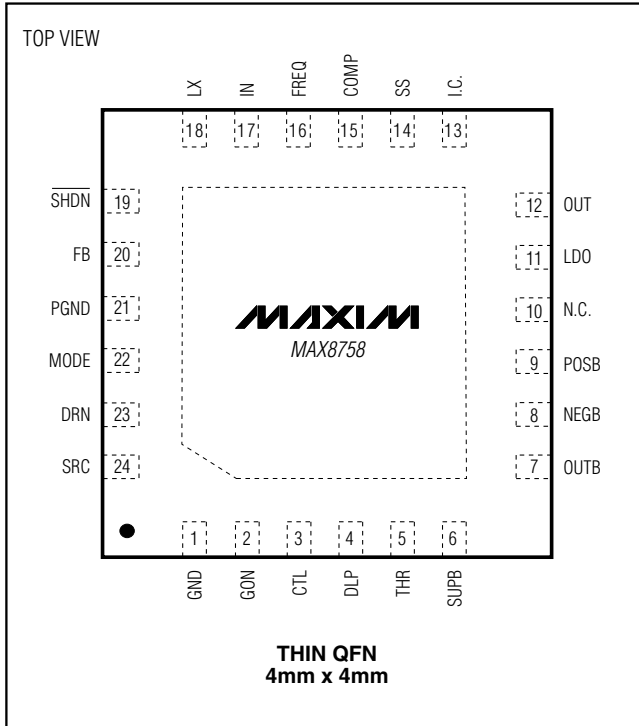 TOP VIEW
LX
IN
FREQ
COMP
SS
I.C.
18
17
16
15
14
13
SHDN 19
FB 20
PGND 21
MODE 22
DRN 23
SRC 24
MAXIM
MAX8758
12 OUT
11 LDO
10 N.C.
9 POSB
8 NEGB
7 OUTB
1
2
3
4
5
6
GND
GON
CTL
DLP
THR
SUPB
THIN QFN
4mm x 4mm